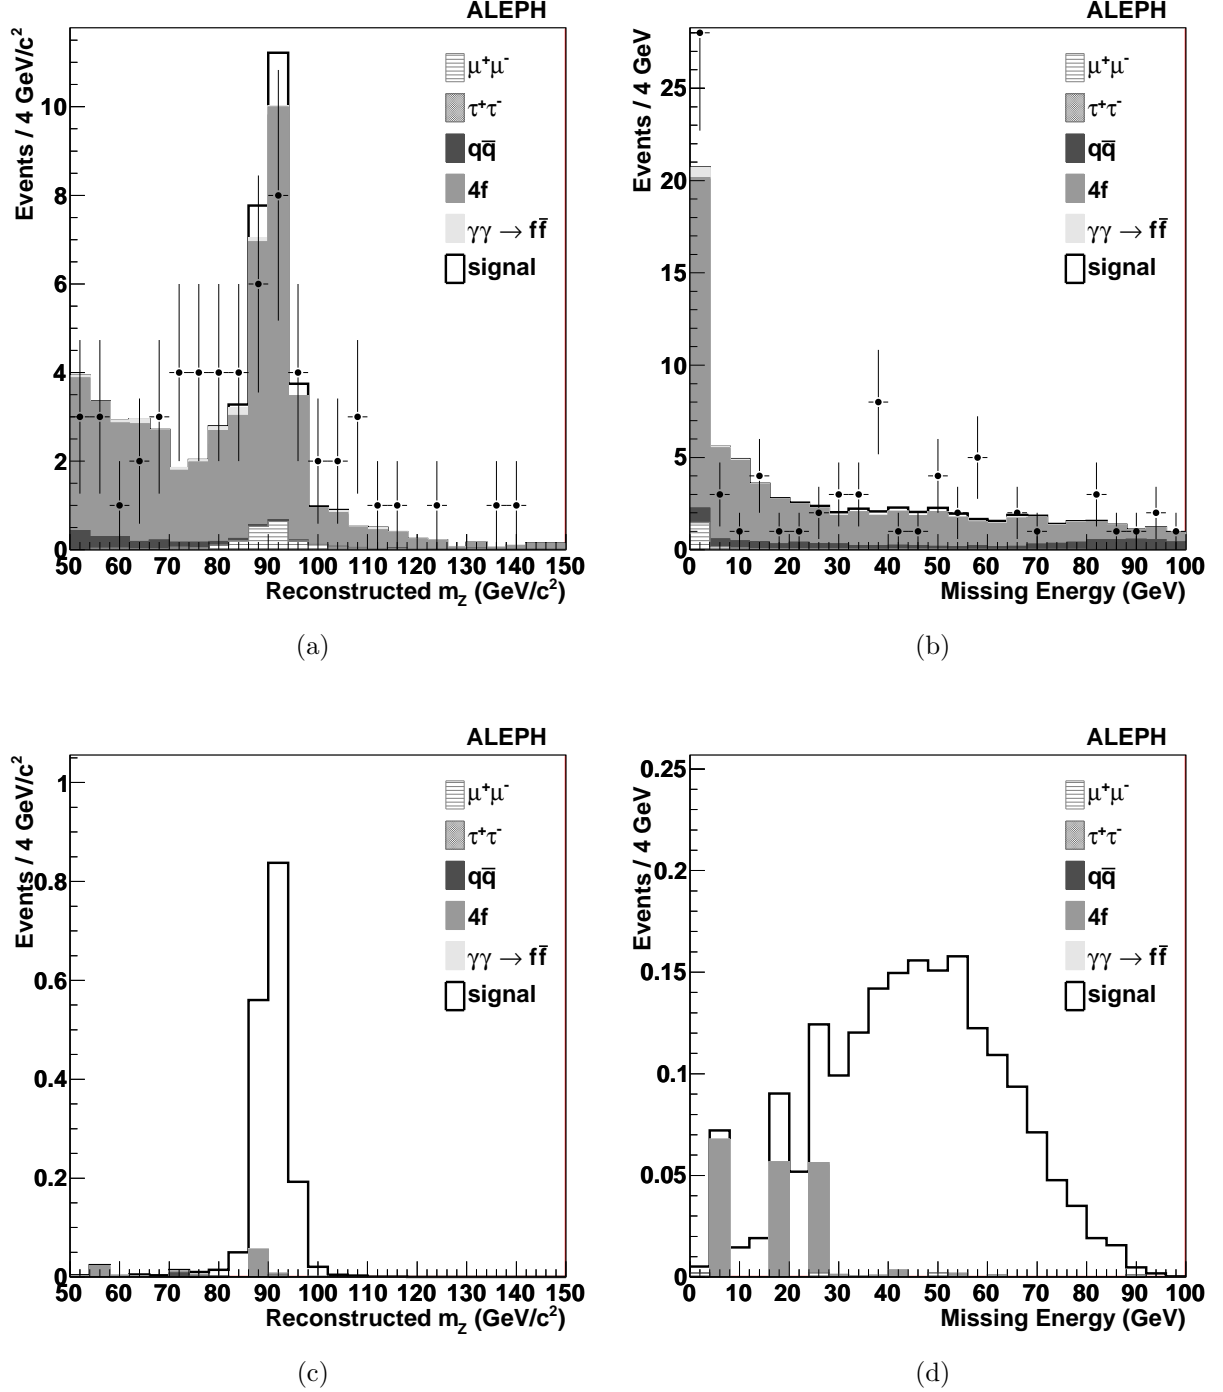 ALEPH
Events / 4 GeV/c²
10
8
6
4
2
0
μ⁺μ⁻
τ⁺τ⁻
qq̄
4f
γγ → ff̄
signal
50 60 70 80 90 100 110 120 130 140 150
Reconstructed m_Z (GeV/c²)
(a)
ALEPH
Events / 4 GeV
25
20
15
10
5
0
μ⁺μ⁻
τ⁺τ⁻
qq̄
4f
γγ → ff̄
signal
0 10 20 30 40 50 60 70 80 90 100
Missing Energy (GeV)
(b)
ALEPH
Events / 4 GeV/c²
1
0.8
0.6
0.4
0.2
0
μ⁺μ⁻
τ⁺τ⁻
qq̄
4f
γγ → ff̄
signal
50 60 70 80 90 100 110 120 130 140 150
Reconstructed m_Z (GeV/c²)
(c)
ALEPH
Events / 4 GeV
0.25
0.2
0.15
0.1
0.05
0
μ⁺μ⁻
τ⁺τ⁻
qq̄
4f
γγ → ff̄
signal
0 10 20 30 40 50 60 70 80 90 100
Missing Energy (GeV)
(d)